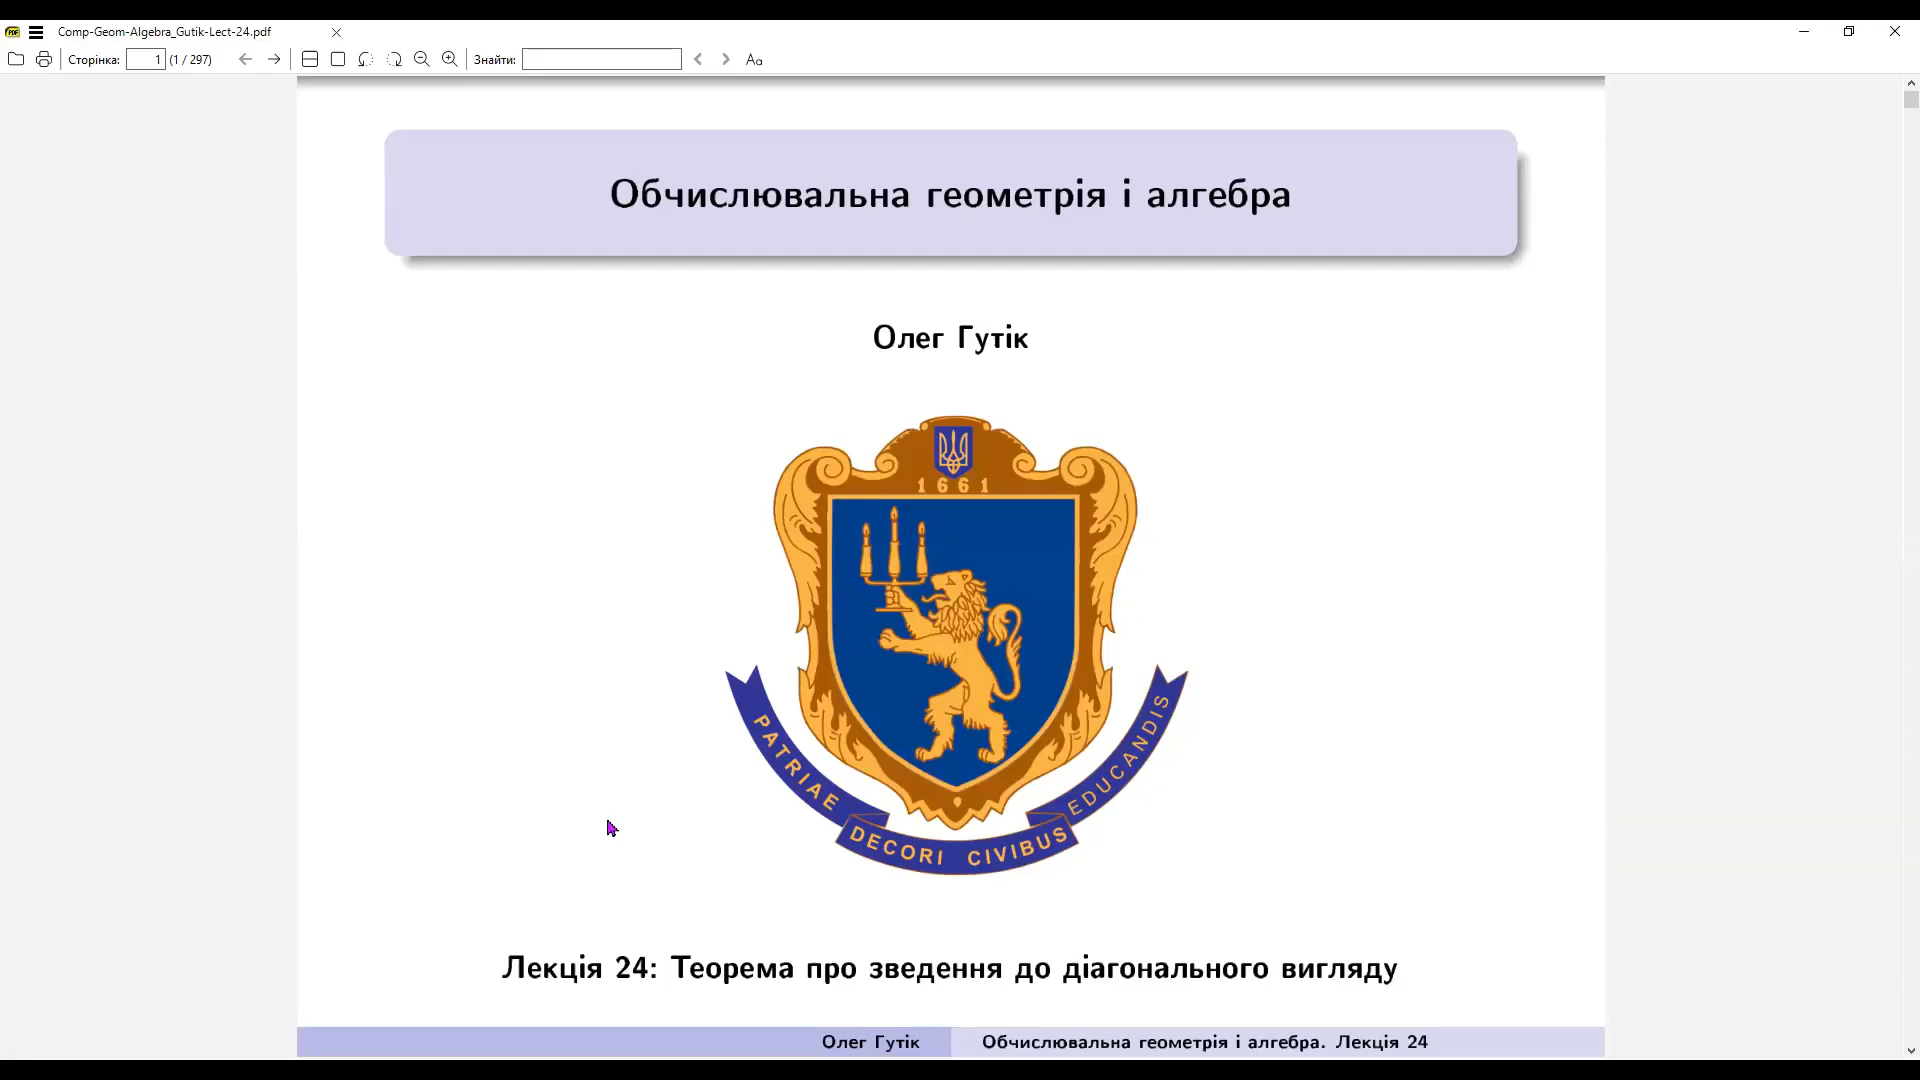 Comp-Geom-Algebra_Gutik-Lect-24.pdf
Сторінка: 1 (1 / 297) Знайти: Aa
Обчислювальна геометрія і алгебра
Олег Гутік
1661
PATRIAE DECORI CIVIBUS EDUCANDIS
Лекція 24: Теорема про зведення до діагонального вигляду
Олег Гутік Обчислювальна геометрія і алгебра. Лекція 24